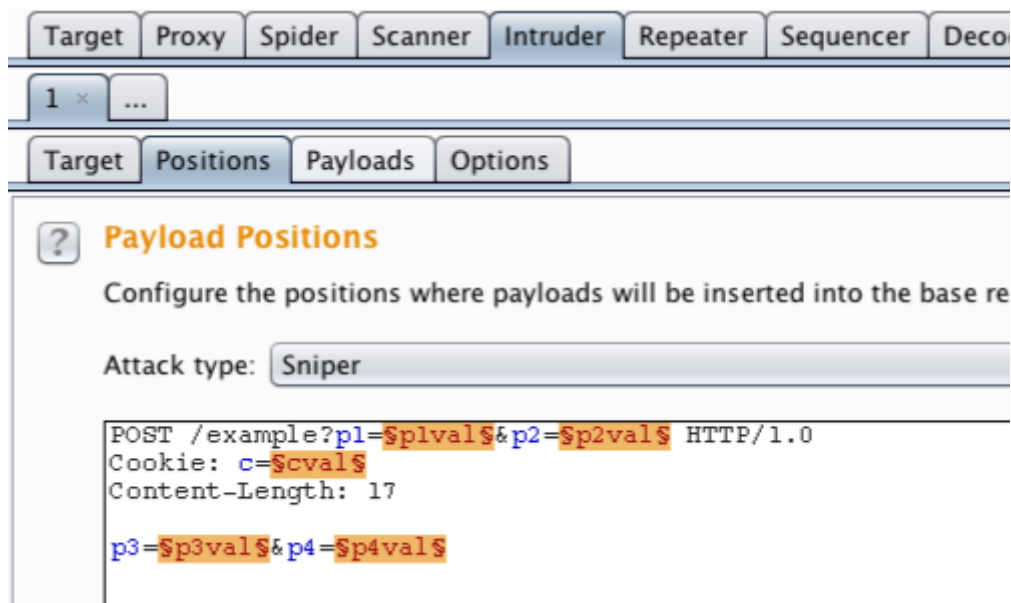 Target Proxy Spider Scanner Intruder Repeater Sequencer Deco
1 × ...
Target Positions Payloads Options
? Payload Positions
Configure the positions where payloads will be inserted into the base re
Attack type: Sniper
POST /example?p1=§p1val§&p2=§p2val§ HTTP/1.0
Cookie: c=§cval§
Content-Length: 17
p3=§p3val§&p4=§p4val§